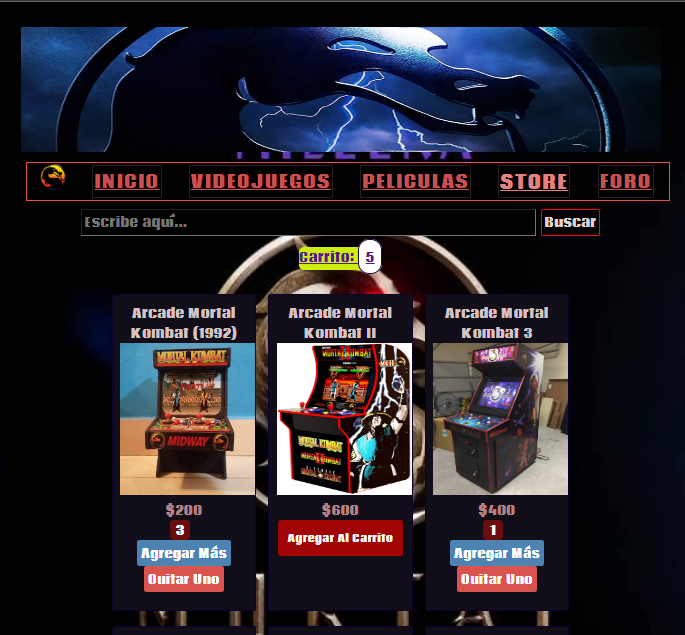 INICIO VIDEOJUEGOS PELICULAS STORE FORO
Escribe aquí... Buscar
Carrito: 5
Arcade Mortal
Kombat (1992)
MORTAL KOMBAT
MIDWAY
$200
3
Agregar Más
Quitar Uno
Arcade Mortal
Kombat II
MORTAL KOMBAT
MORTAL KOMBAT
$600
Agregar Al Carrito
Arcade Mortal
Kombat 3
$400
1
Agregar Más
Quitar Uno